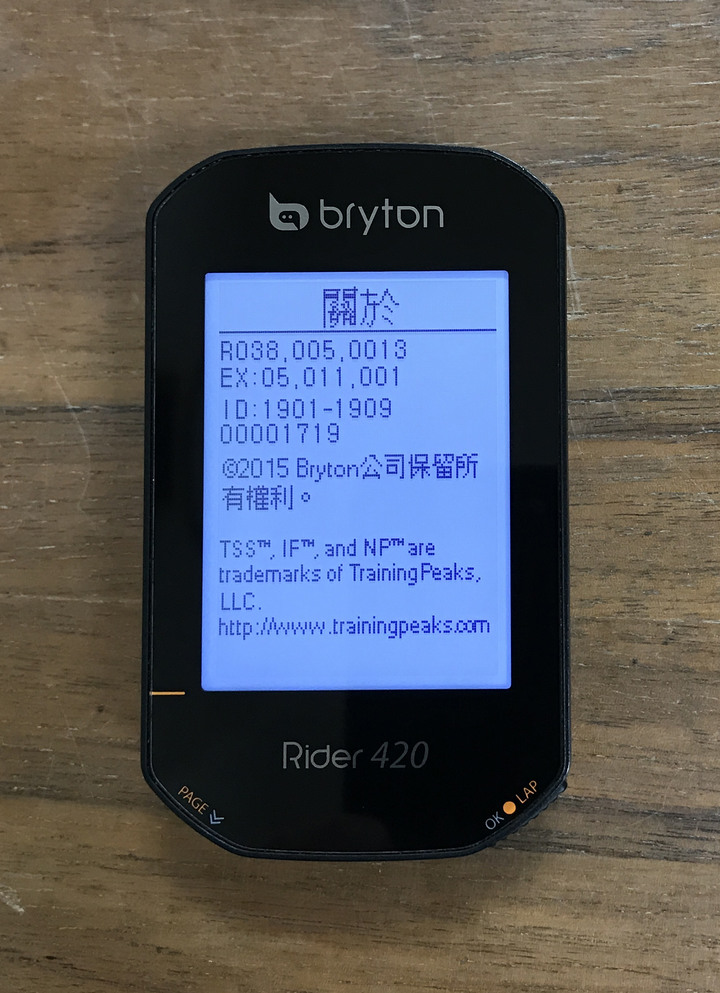 bryton
關於
R038,005,0013
EX:05,011,001
ID:1901-1909
00001719
©2015 Bryton公司保留所
有權利。
TSS™, IF™, and NP™ are
trademarks of TrainingPeaks,
LLC.
http://www.trainingpeaks.com
Rider 420
PAGE
OK LAP